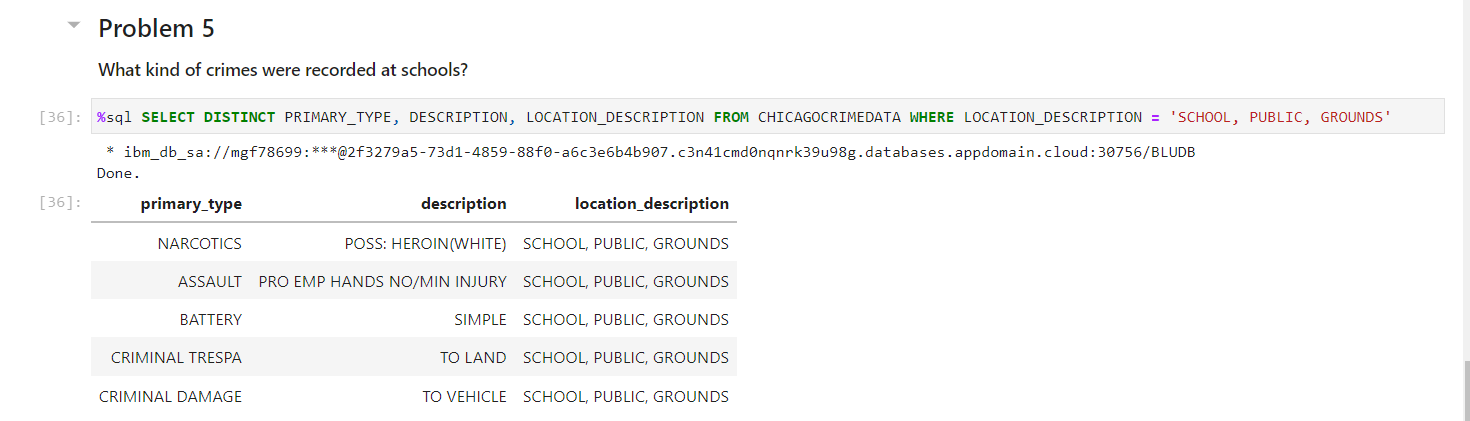 Problem 5
What kind of crimes were recorded at schools?
[36]: %sql SELECT DISTINCT PRIMARY_TYPE, DESCRIPTION, LOCATION_DESCRIPTION FROM CHICAGOCRIMEDATA WHERE LOCATION_DESCRIPTION = 'SCHOOL, PUBLIC, GROUNDS'
* ibm_db_sa://mgf78699:***@2f3279a5-73d1-4859-88f0-a6c3e6b4b907.c3n41cmd0nqnrk39u98g.databases.appdomain.cloud:30756/BLUDB
Done.
[36]: primary_type description location_description
NARCOTICS POSS: HEROIN(WHITE) SCHOOL, PUBLIC, GROUNDS
ASSAULT PRO EMP HANDS NO/MIN INJURY SCHOOL, PUBLIC, GROUNDS
BATTERY SIMPLE SCHOOL, PUBLIC, GROUNDS
CRIMINAL TRESPA TO LAND SCHOOL, PUBLIC, GROUNDS
CRIMINAL DAMAGE TO VEHICLE SCHOOL, PUBLIC, GROUNDS